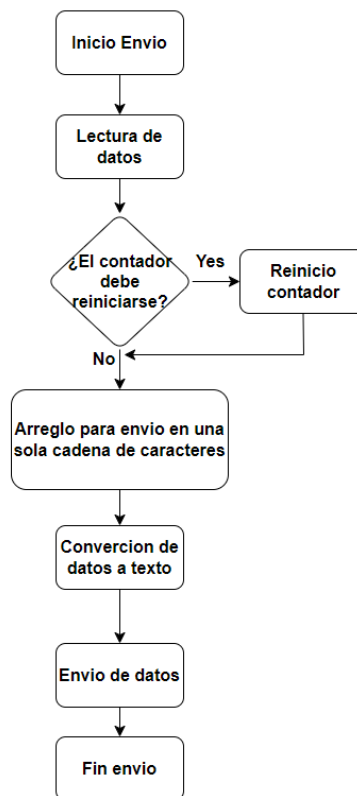 Inicio Envio
Lectura de
datos
¿El contador
debe
reiniciarse?
Yes
Reinicio
contador
No
Arreglo para envio en una
sola cadena de caracteres
Convercion de
datos a texto
Envio de datos
Fin envio